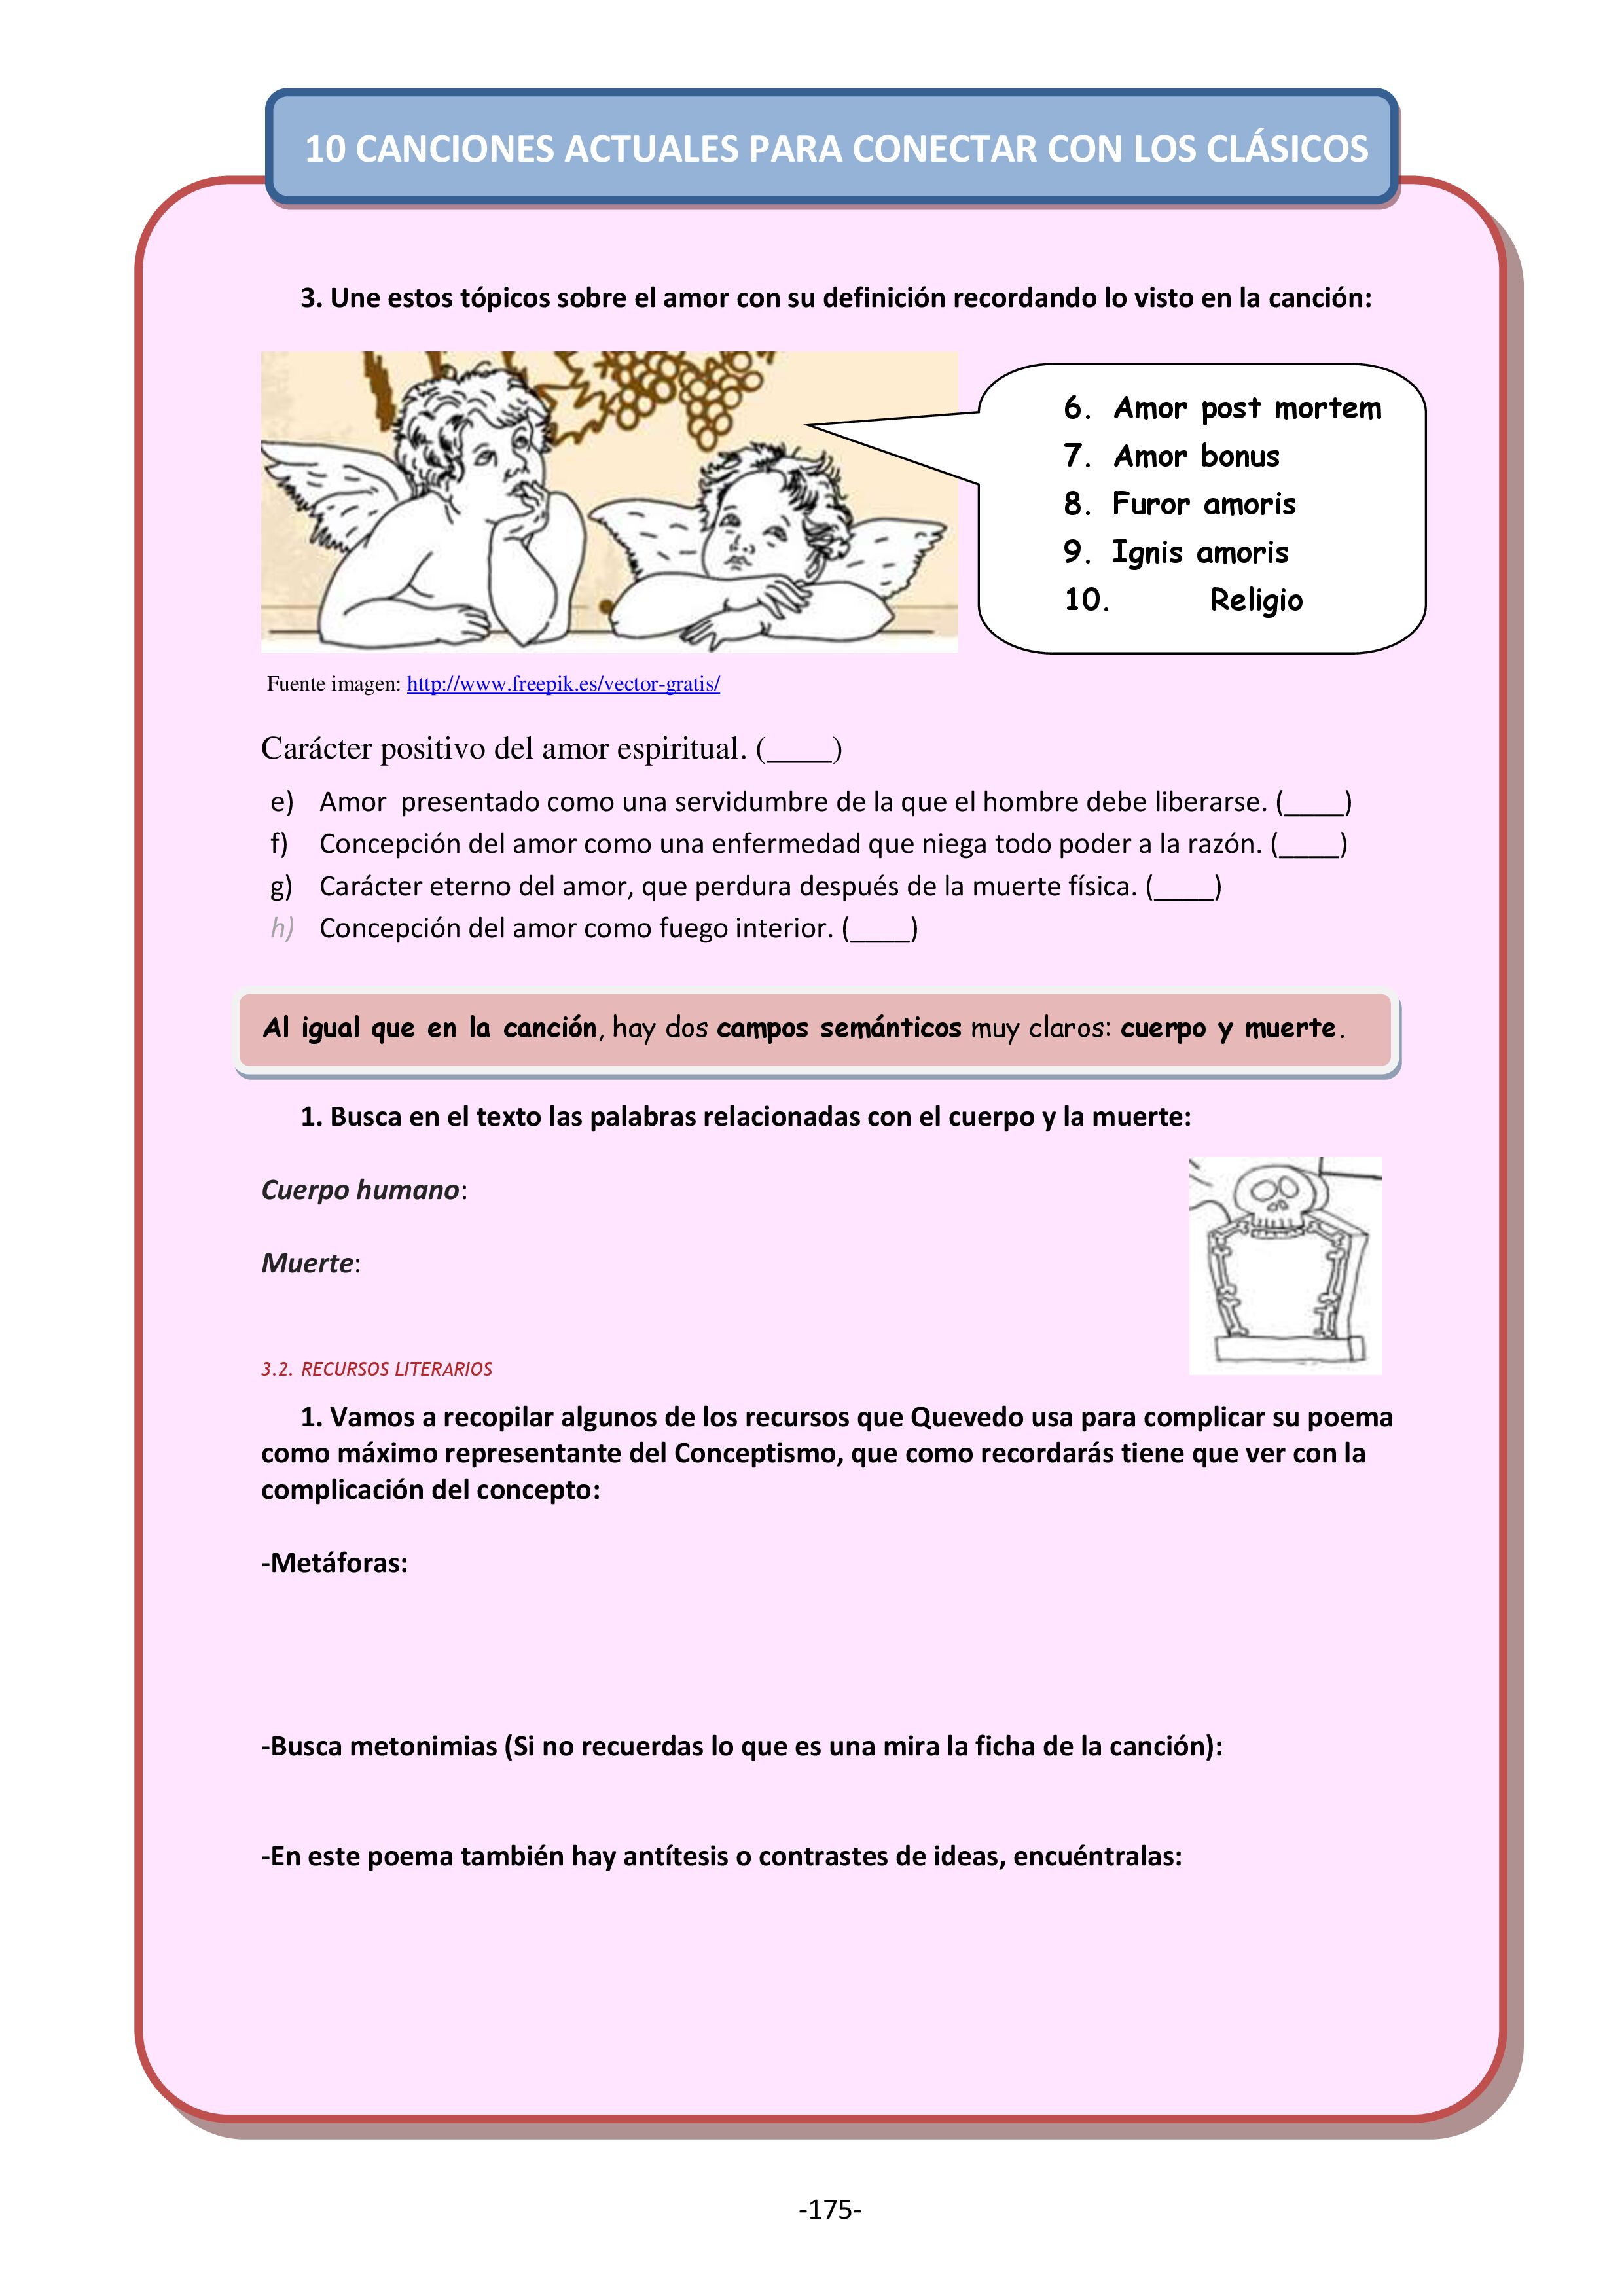 10 CANCIONES ACTUALES PARA CONECTAR CON LOS CLÁSICOS
3. Une estos tópicos sobre el amor con su definición recordando lo visto en la canción:
6. Amor post mortem
7. Amor bonus
8. Furor amoris
9. Ignis amoris
10. Religio
Fuente imagen: http://www.freepik.es/vector-gratis/
Carácter positivo del amor espiritual. (____)
e) Amor presentado como una servidumbre de la que el hombre debe liberarse. (____)
f) Concepción del amor como una enfermedad que niega todo poder a la razón. (____)
g) Carácter eterno del amor, que perdura después de la muerte física. (____)
h) Concepción del amor como fuego interior. (____)
Al igual que en la canción, hay dos campos semánticos muy claros: cuerpo y muerte.
1. Busca en el texto las palabras relacionadas con el cuerpo y la muerte:
Cuerpo humano:
Muerte:
3.2. RECURSOS LITERARIOS
1. Vamos a recopilar algunos de los recursos que Quevedo usa para complicar su poema
como máximo representante del Conceptismo, que como recordarás tiene que ver con la
complicación del concepto:
-Metáforas:
-Busca metonimias (Si no recuerdas lo que es una mira la ficha de la canción):
-En este poema también hay antítesis o contrastes de ideas, encuéntralas:
-175-